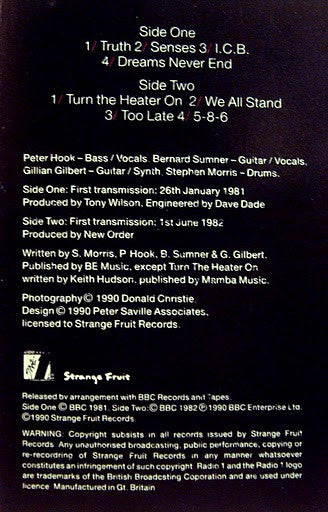 Side One
1/ Truth 2/ Senses 3/ I.C.B.
4/ Dreams Never End
Side Two
1/ Turn the Heater On 2/ We All Stand
3/ Too Late 4/ 5-8-6
Peter Hook – Bass / Vocals, Bernard Sumner – Guitar / Vocals,
Gillian Gilbert – Guitar / Synth, Stephen Morris – Drums.
Side One: First transmission: 26th January 1981
Produced by Tony Wilson, Engineered by Dave Dade
Side Two: First transmission: 1st June 1982
Produced by New Order
Written by S. Morris, P. Hook, B. Sumner & G. Gilbert.
Published by BE Music, except Turn The Heater On
written by Keith Hudson, published by Mamba Music.
Photography © 1990 Donald Christie.
Design © 1990 Peter Saville Associates,
licensed to Strange Fruit Records.
Strange Fruit
Released by arrangement with BBC Records and Tapes.
Side One © BBC 1981. Side Two: © BBC 1982 ℗ 1990 BBC Enterprise Ltd.
© 1990 Strange Fruit Records.
WARNING: Copyright subsists in all records issued by Strange Fruit
Records. Any unauthorised broadcasting, public performance, copying or
re-recording of Strange Fruit Records in any manner whatsoever
constitutes an infringement of such copyright. Radio 1 and the Radio 1 logo
are trademarks of the British Broadcsting Coporation and are used under
licence. Manufactured in Gt. Britain